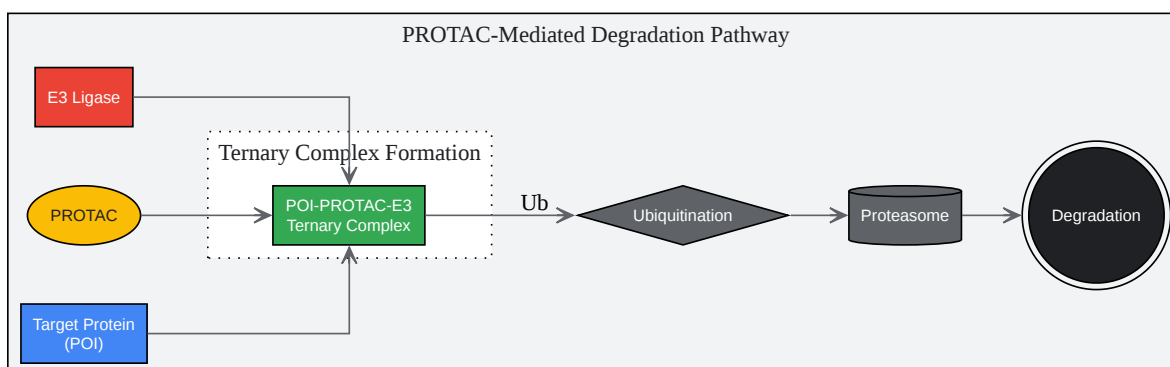 PROTAC-Mediated Degradation Pathway
E3 Ligase
Ternary Complex Formation
PROTAC
POI-PROTAC-E3
Ternary Complex
Ub
Ubiquitination
Proteasome
Degradation
Target Protein
(POI)